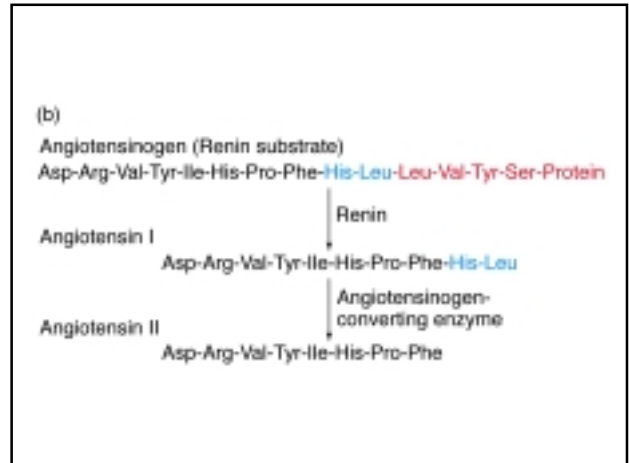 (b)
Angiotensinogen (Renin substrate)
Asp-Arg-Val-Tyr-Ile-His-Pro-Phe-His-Leu-Leu-Val-Tyr-Ser-Protein
Renin
Angiotensin I
Asp-Arg-Val-Tyr-Ile-His-Pro-Phe-His-Leu
Angiotensinogen-
converting enzyme
Angiotensin II
Asp-Arg-Val-Tyr-Ile-His-Pro-Phe